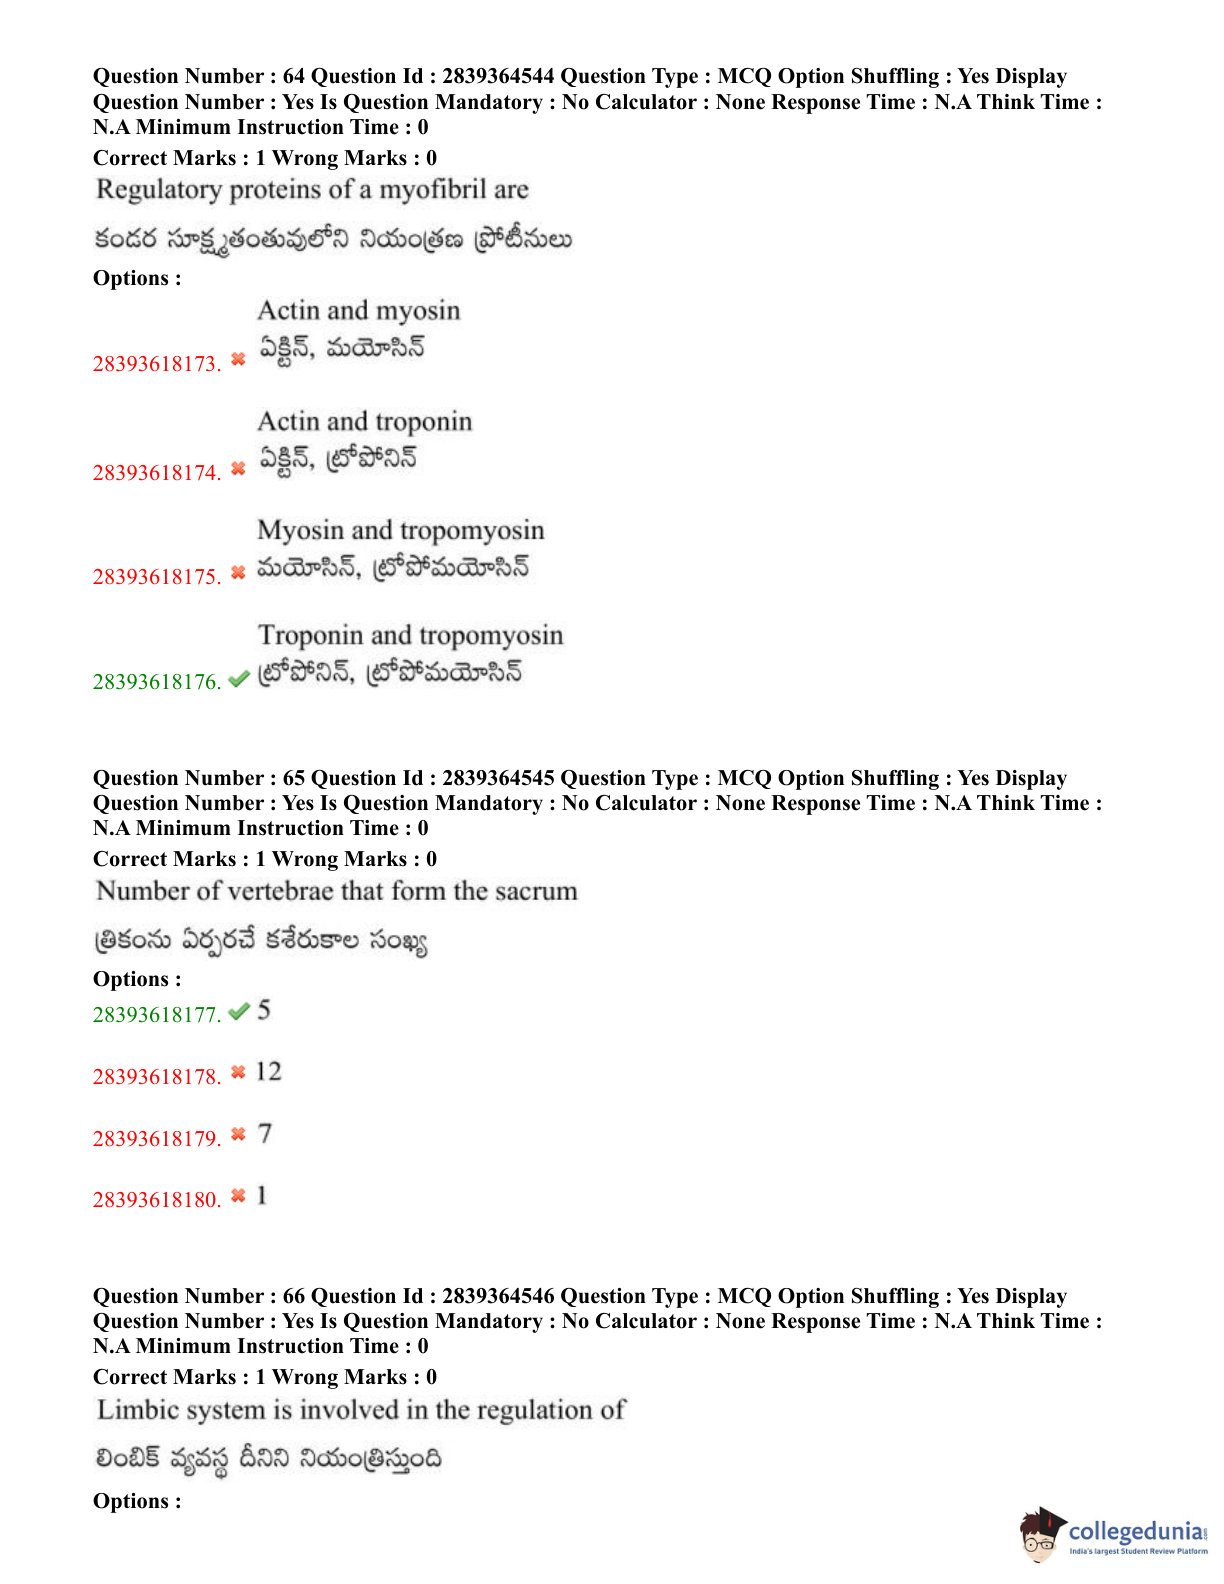 Question Number : 64 Question Id : 2839364544 Question Type : MCQ Option Shuffling : Yes Display
Question Number : Yes Is Question Mandatory : No Calculator : None Response Time : N.A Think Time :
N.A Minimum Instruction Time : 0
Correct Marks : 1 Wrong Marks : 0
Regulatory proteins of a myofibril are
కండర సూక్ష్మతంతువులోని నియంత్రణ ప్రోటీనులు
Options :
Actin and myosin
ఏక్టిన్, మయోసిన్
28393618173.
Actin and troponin
ఏక్టిన్, ట్రోపోనిన్
28393618174.
Myosin and tropomyosin
మయోసిన్, ట్రోపోమయోసిన్
28393618175.
Troponin and tropomyosin
ట్రోపోనిన్, ట్రోపోమయోసిన్
28393618176.
Question Number : 65 Question Id : 2839364545 Question Type : MCQ Option Shuffling : Yes Display
Question Number : Yes Is Question Mandatory : No Calculator : None Response Time : N.A Think Time :
N.A Minimum Instruction Time : 0
Correct Marks : 1 Wrong Marks : 0
Number of vertebrae that form the sacrum
త్రికంను ఏర్పరచే కశేరుకాల సంఖ్య
Options :
28393618177. 5
28393618178. 12
28393618179. 7
28393618180. 1
Question Number : 66 Question Id : 2839364546 Question Type : MCQ Option Shuffling : Yes Display
Question Number : Yes Is Question Mandatory : No Calculator : None Response Time : N.A Think Time :
N.A Minimum Instruction Time : 0
Correct Marks : 1 Wrong Marks : 0
Limbic system is involved in the regulation of
లింబిక్ వ్యవస్థ దీనిని నియంత్రిస్తుంది
Options :
collegedunia.com
India's largest Student Review Platform